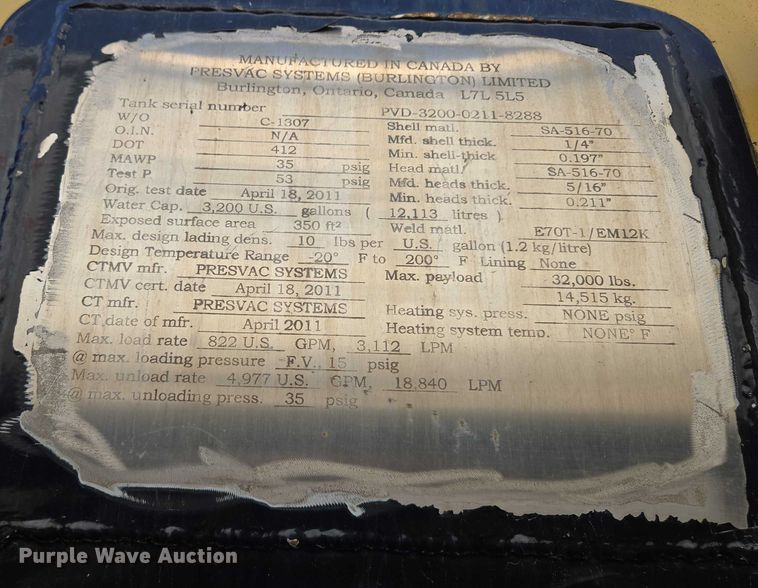 MANUFACTURED IN CANADA BY
PRESVAC SYSTEMS (BURLINGTON) LIMITED
Burlington, Ontario, Canada L7L 5L5
Tank serial number PVD-3200-0211-8288
W/O C-1307 Shell matl. SA-516-70
O.I.N. N/A Mfd. shell thick. 1/4"
DOT 412 Min. shell thick 0.197"
MAWP 35 psig Head matl. SA-516-70
Test P. 53 psig Mfd. heads thick. 5/16"
Orig. test date April 18, 2011 Min. heads thick. 0.211"
Water Cap. 3,200 U.S. gallons ( 12,113 litres )
Exposed surface area 350 ft² Weld matl. E70T-1/EM12K
Max. design lading dens. 10 lbs per U.S. gallon (1.2 kg/litre)
Design Temperature Range -20° F to 200° F Lining None
CTMV mfr. PRESVAC SYSTEMS Max. payload 32,000 lbs.
CTMV cert. date April 18, 2011 14,515 kg.
CT mfr. PRESVAC SYSTEMS Heating sys. press. NONE psig
CT date of mfr. April 2011 Heating system temp. NONE° F
Max. load rate 822 U.S. GPM, 3,112 LPM
@ max. loading pressure F.V., 15 psig
Max. unload rate 4,977 U.S. GPM, 18,840 LPM
@ max. unloading press. 35 psig
Purple Wave Auction